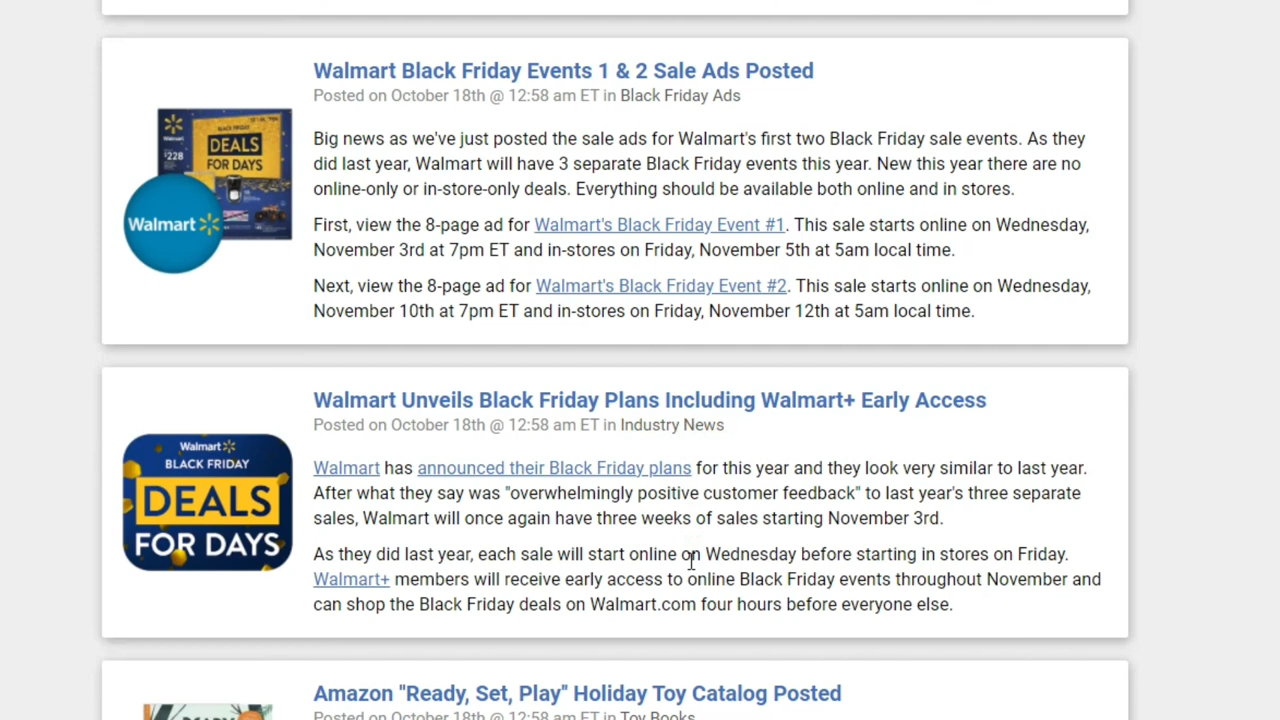 Walmart Black Friday Events 1 & 2 Sale Ads Posted
Posted on October 18th @ 12:58 am ET in Black Friday Ads
Big news as we've just posted the sale ads for Walmart's first two Black Friday sale events. As they
did last year, Walmart will have 3 separate Black Friday events this year. New this year there are no
online-only or in-store-only deals. Everything should be available both online and in stores.
First, view the 8-page ad for Walmart's Black Friday Event #1. This sale starts online on Wednesday,
November 3rd at 7pm ET and in-stores on Friday, November 5th at 5am local time.
Next, view the 8-page ad for Walmart's Black Friday Event #2. This sale starts online on Wednesday,
November 10th at 7pm ET and in-stores on Friday, November 12th at 5am local time.
Walmart
BLACK FRIDAY
DEALS
FOR DAYS
$228
Walmart
Walmart Unveils Black Friday Plans Including Walmart+ Early Access
Posted on October 18th @ 12:58 am ET in Industry News
Walmart has announced their Black Friday plans for this year and they look very similar to last year.
After what they say was "overwhelmingly positive customer feedback" to last year's three separate
sales, Walmart will once again have three weeks of sales starting November 3rd.
As they did last year, each sale will start online on Wednesday before starting in stores on Friday.
Walmart+ members will receive early access to online Black Friday events throughout November and
can shop the Black Friday deals on Walmart.com four hours before everyone else.
Walmart
BLACK FRIDAY
DEALS
FOR DAYS
Amazon "Ready, Set, Play" Holiday Toy Catalog Posted
Posted on October 18th @ 12:58 am ET in Toy Books